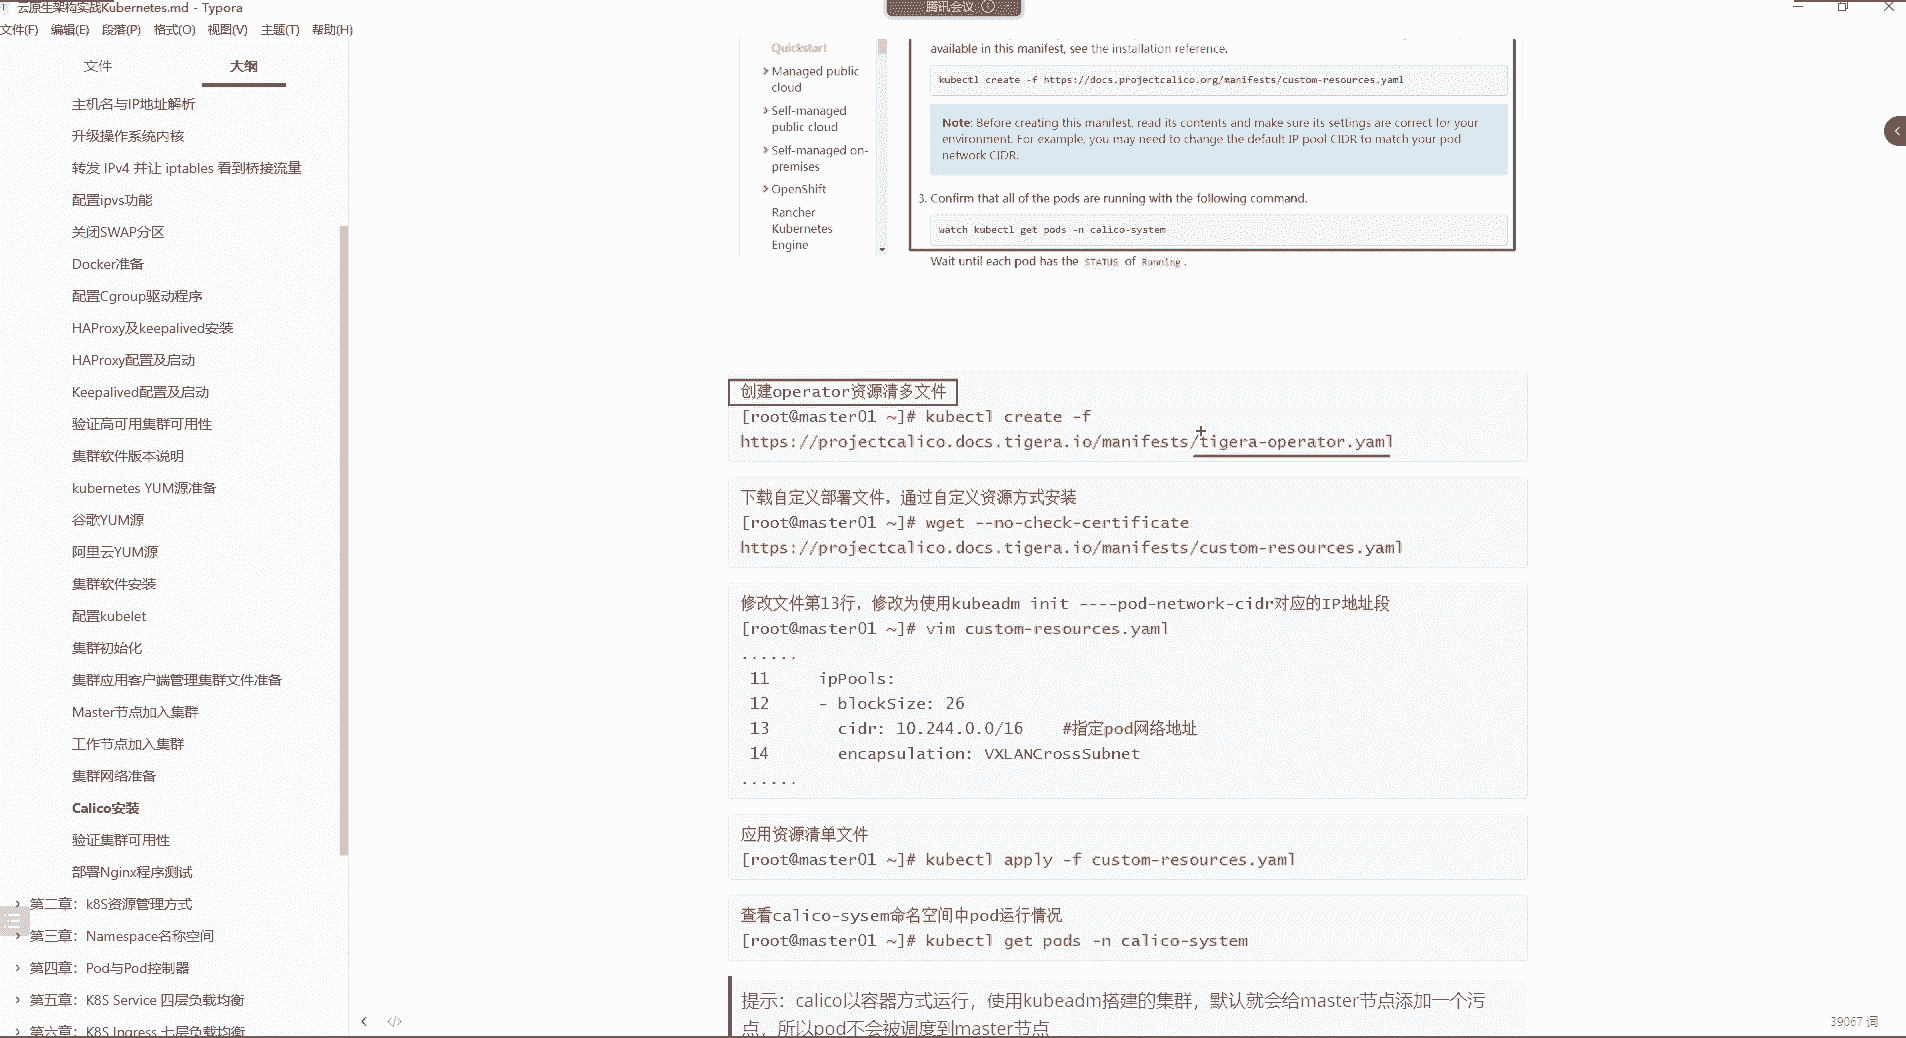 云原生架构实战Kubernetes.md - Typora
腾讯会议
文件(F) 编辑(E) 段落(P) 格式(O) 视图(V) 主题(T) 帮助(H)
文件 大纲
主机名与IP地址解析
升级操作系统内核
转发 IPv4 并让 iptables 看到桥接流量
配置ipvs功能
关闭SWAP分区
Docker准备
配置Cgroup驱动程序
HAProxy及keepalived安装
HAProxy配置及启动
Keepalived配置及启动
验证高可用集群可用性
集群软件版本说明
kubernetes YUM源准备
谷歌YUM源
阿里云YUM源
集群软件安装
配置kubelet
集群初始化
集群应用客户端管理集群文件准备
Master节点加入集群
工作节点加入集群
集群网络准备
Calico安装
验证集群可用性
部署Nginx程序测试
第二章：k8S资源管理方式
第三章：Namespace名称空间
第四章：Pod与Pod控制器
第五章：K8S Service 四层负载均衡
第六章：K8S Ingress 七层负载均衡
Quickstart
Managed public
cloud
Self-managed
public cloud
Self-managed on-
premises
OpenShift
Rancher
Kubernetes
Engine
available in this manifest, see the installation reference.
kubectl create -f https://docs.projectcalico.org/manifests/custom-resources.yaml
Note: Before creating this manifest, read its contents and make sure its settings are correct for your
environment. For example, you may need to change the default IP pool CIDR to match your pod
network CIDR.
3. Confirm that all of the pods are running with the following command.
watch kubectl get pods -n calico-system
Wait until each pod has the STATUS of Running.
创建operator资源清多文件
[root@master01 ~]# kubectl create -f
https://projectcalico.docs.tigera.io/manifests/tigera-operator.yaml
下载自定义部署文件，通过自定义资源方式安装
[root@master01 ~]# wget --no-check-certificate
https://projectcalico.docs.tigera.io/manifests/custom-resources.yaml
修改文件第13行，修改为使用kubeadm init ----pod-network-cidr对应的IP地址段
[root@master01 ~]# vim custom-resources.yaml
......
11 ipPools:
12 - blockSize: 26
13 cidr: 10.244.0.0/16 #指定pod网络地址
14 encapsulation: VXLANCrossSubnet
......
应用资源清单文件
[root@master01 ~]# kubectl apply -f custom-resources.yaml
查看calico-sysem命名空间中pod运行情况
[root@master01 ~]# kubectl get pods -n calico-system
提示：calico以容器方式运行，使用kubeadm搭建的集群，默认就会给master节点添加一个污
点，所以pod不会被调度到master节点
39067 词